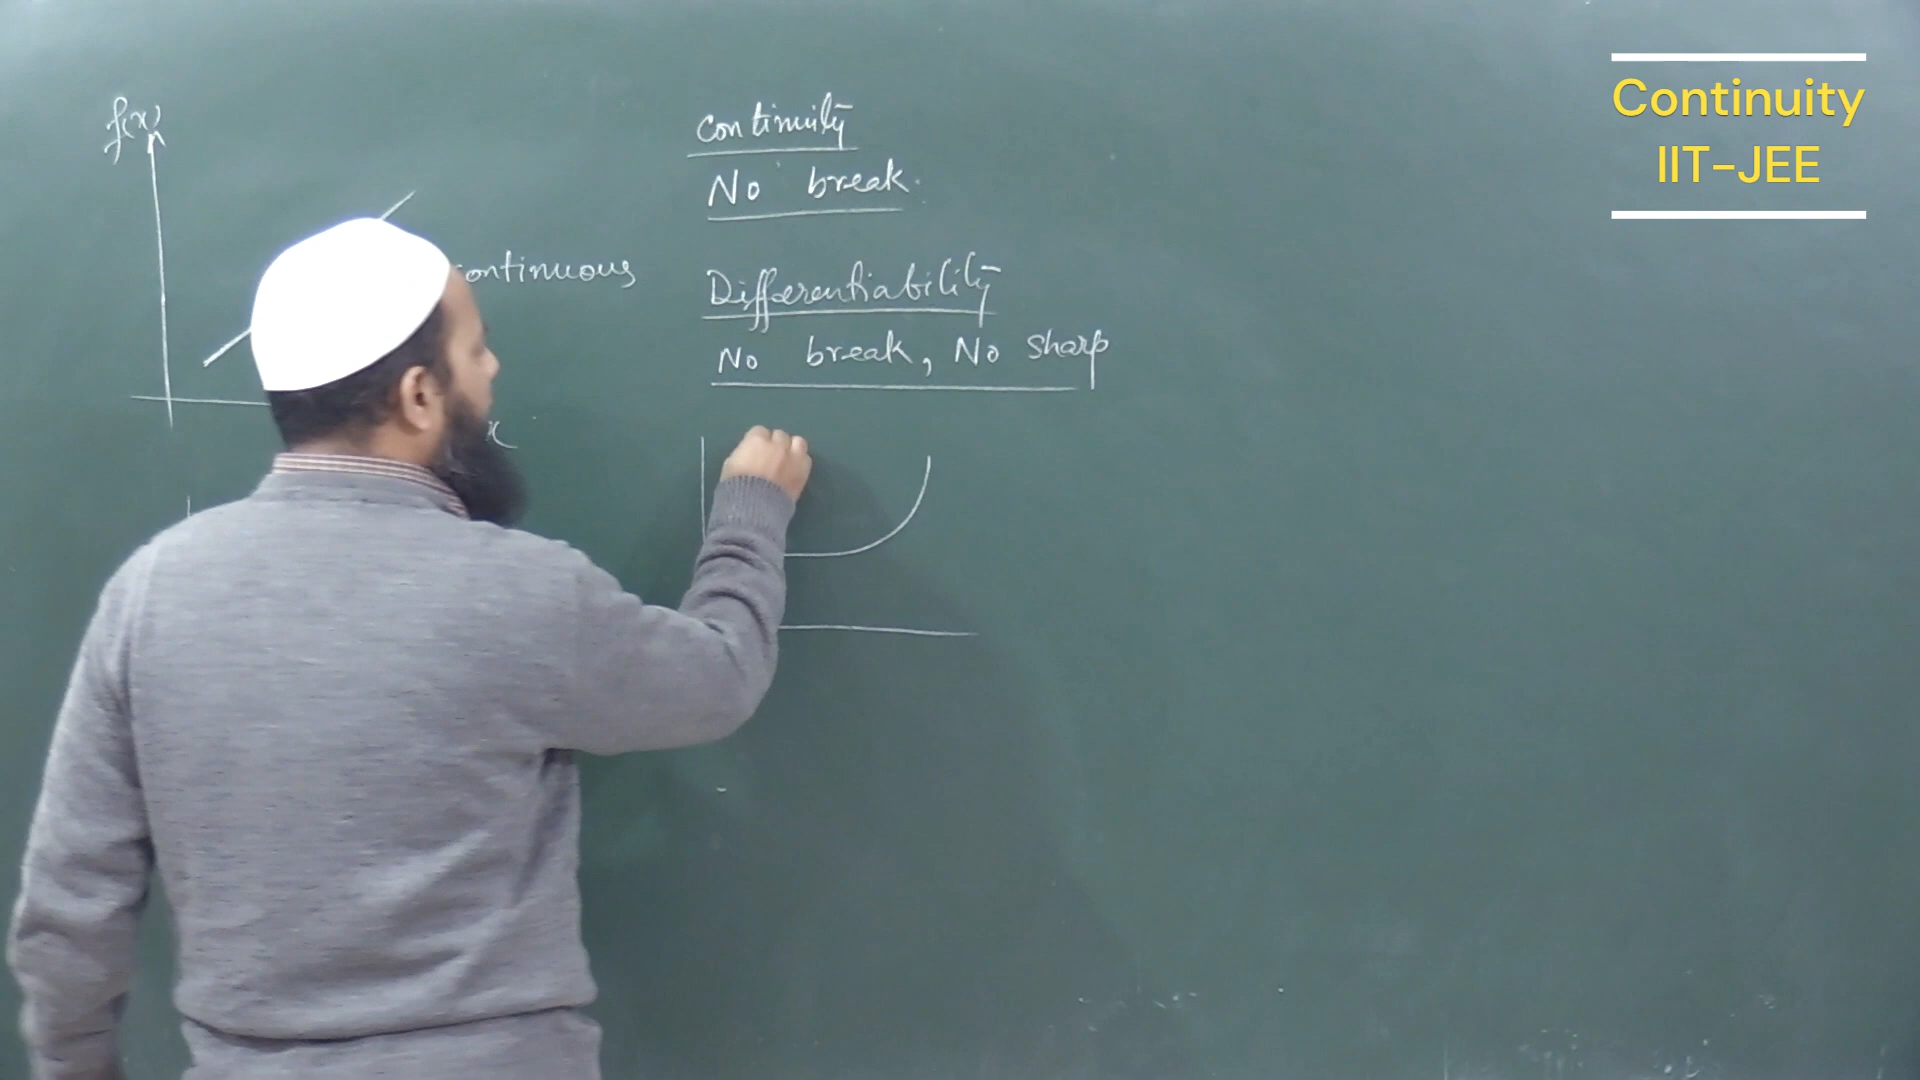 f(x)
continuous
x
continuity
No break.
Differentiability
No break, No sharp
Continuity
IIT-JEE